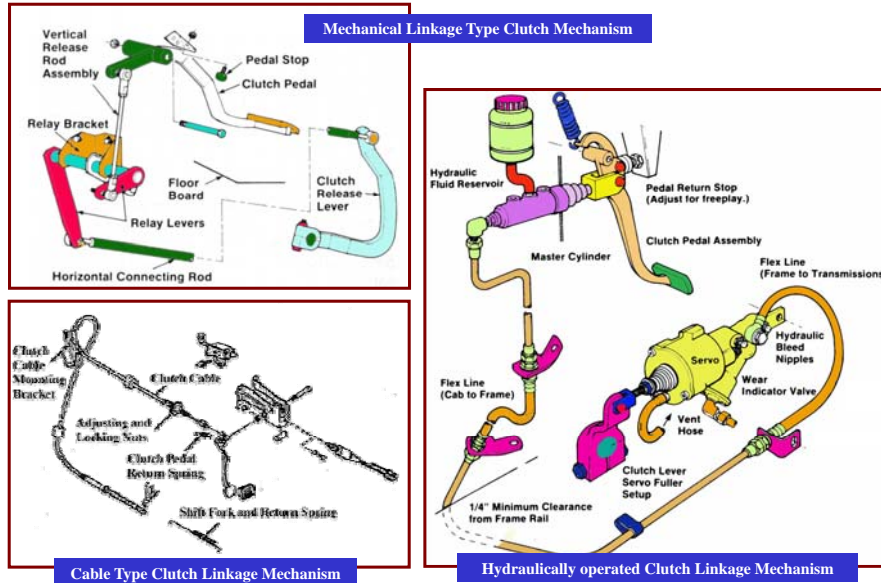 Mechanical Linkage Type Clutch Mechanism
Vertical
Release
Rod
Assembly
Pedal Stop
Clutch Pedal
Relay Bracket
Floor
Board
Clutch
Release
Lever
Relay Levers
Horizontal Connecting Rod
Clutch
Cable
Mounting
Bracket
Clutch Cable
Adjusting and
Locking Nuts
Clutch Pedal
Return Spring
Shift Fork and Return Spring
Cable Type Clutch Linkage Mechanism
Hydraulic
Fluid Reservoir
Pedal Return Stop
(Adjust for freeplay.)
Clutch Pedal Assembly
Master Cylinder
Flex Line
(Frame to Transmissions
Servo
Hydraulic
Bleed
Nipples
Flex Line
(Cab to Frame)
Wear
Indicator Valve
Vent
Hose
Clutch Lever
Servo Fuller
Setup
1/4" Minimum Clearance
from Frame Rail
Hydraulically operated Clutch Linkage Mechanism